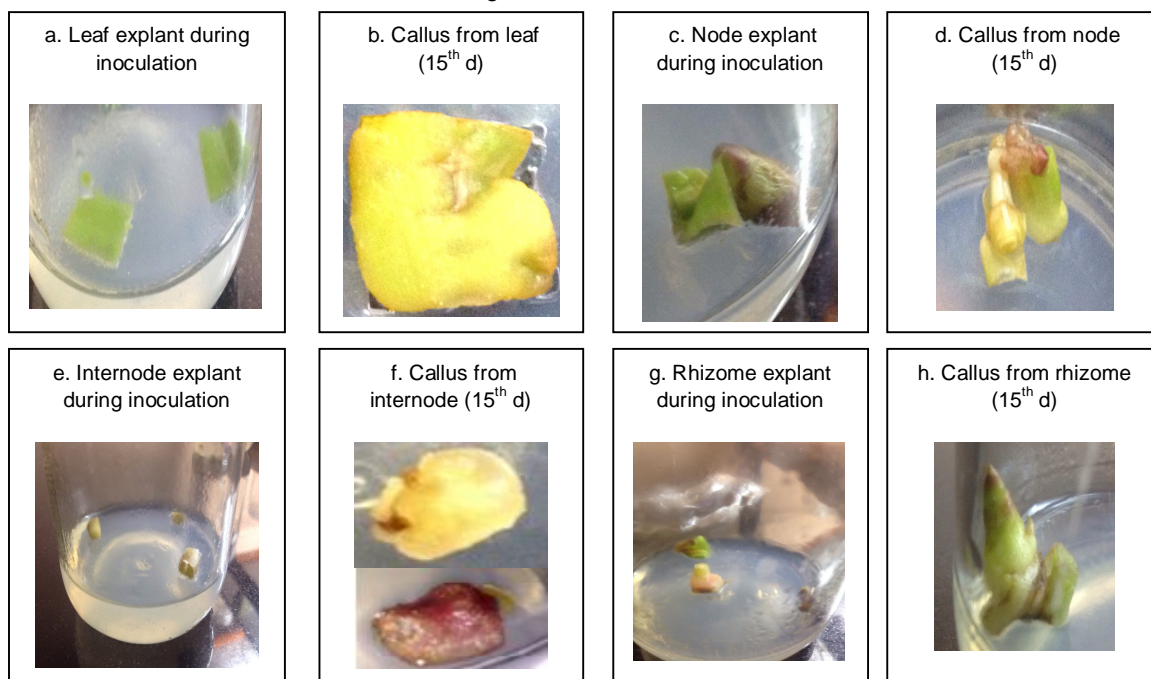 a. Leaf explant during
inoculation
b. Callus from leaf
(15th d)
c. Node explant
during inoculation
d. Callus from node
(15th d)
e. Internode explant
during inoculation
f. Callus from
internode (15th d)
g. Rhizome explant
during inoculation
h. Callus from rhizome
(15th d)